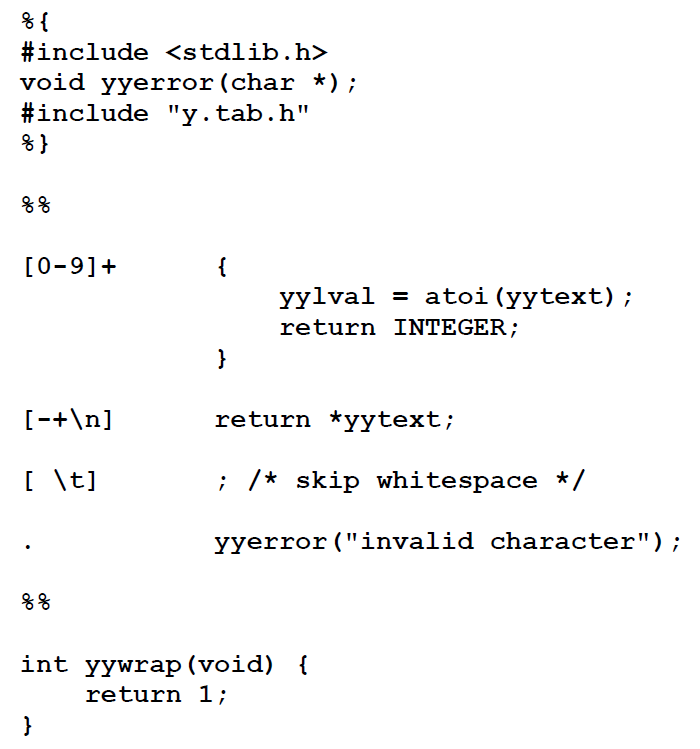 %{
#include <stdlib.h>
void yyerror(char *);
#include "y.tab.h"
%}

%%

[0-9]+      {
                yylval = atoi(yytext);
                return INTEGER;
            }

[-+\n]      return *yytext;

[ \t]       ; /* skip whitespace */

.           yyerror("invalid character");

%%

int yywrap(void) {
    return 1;
}